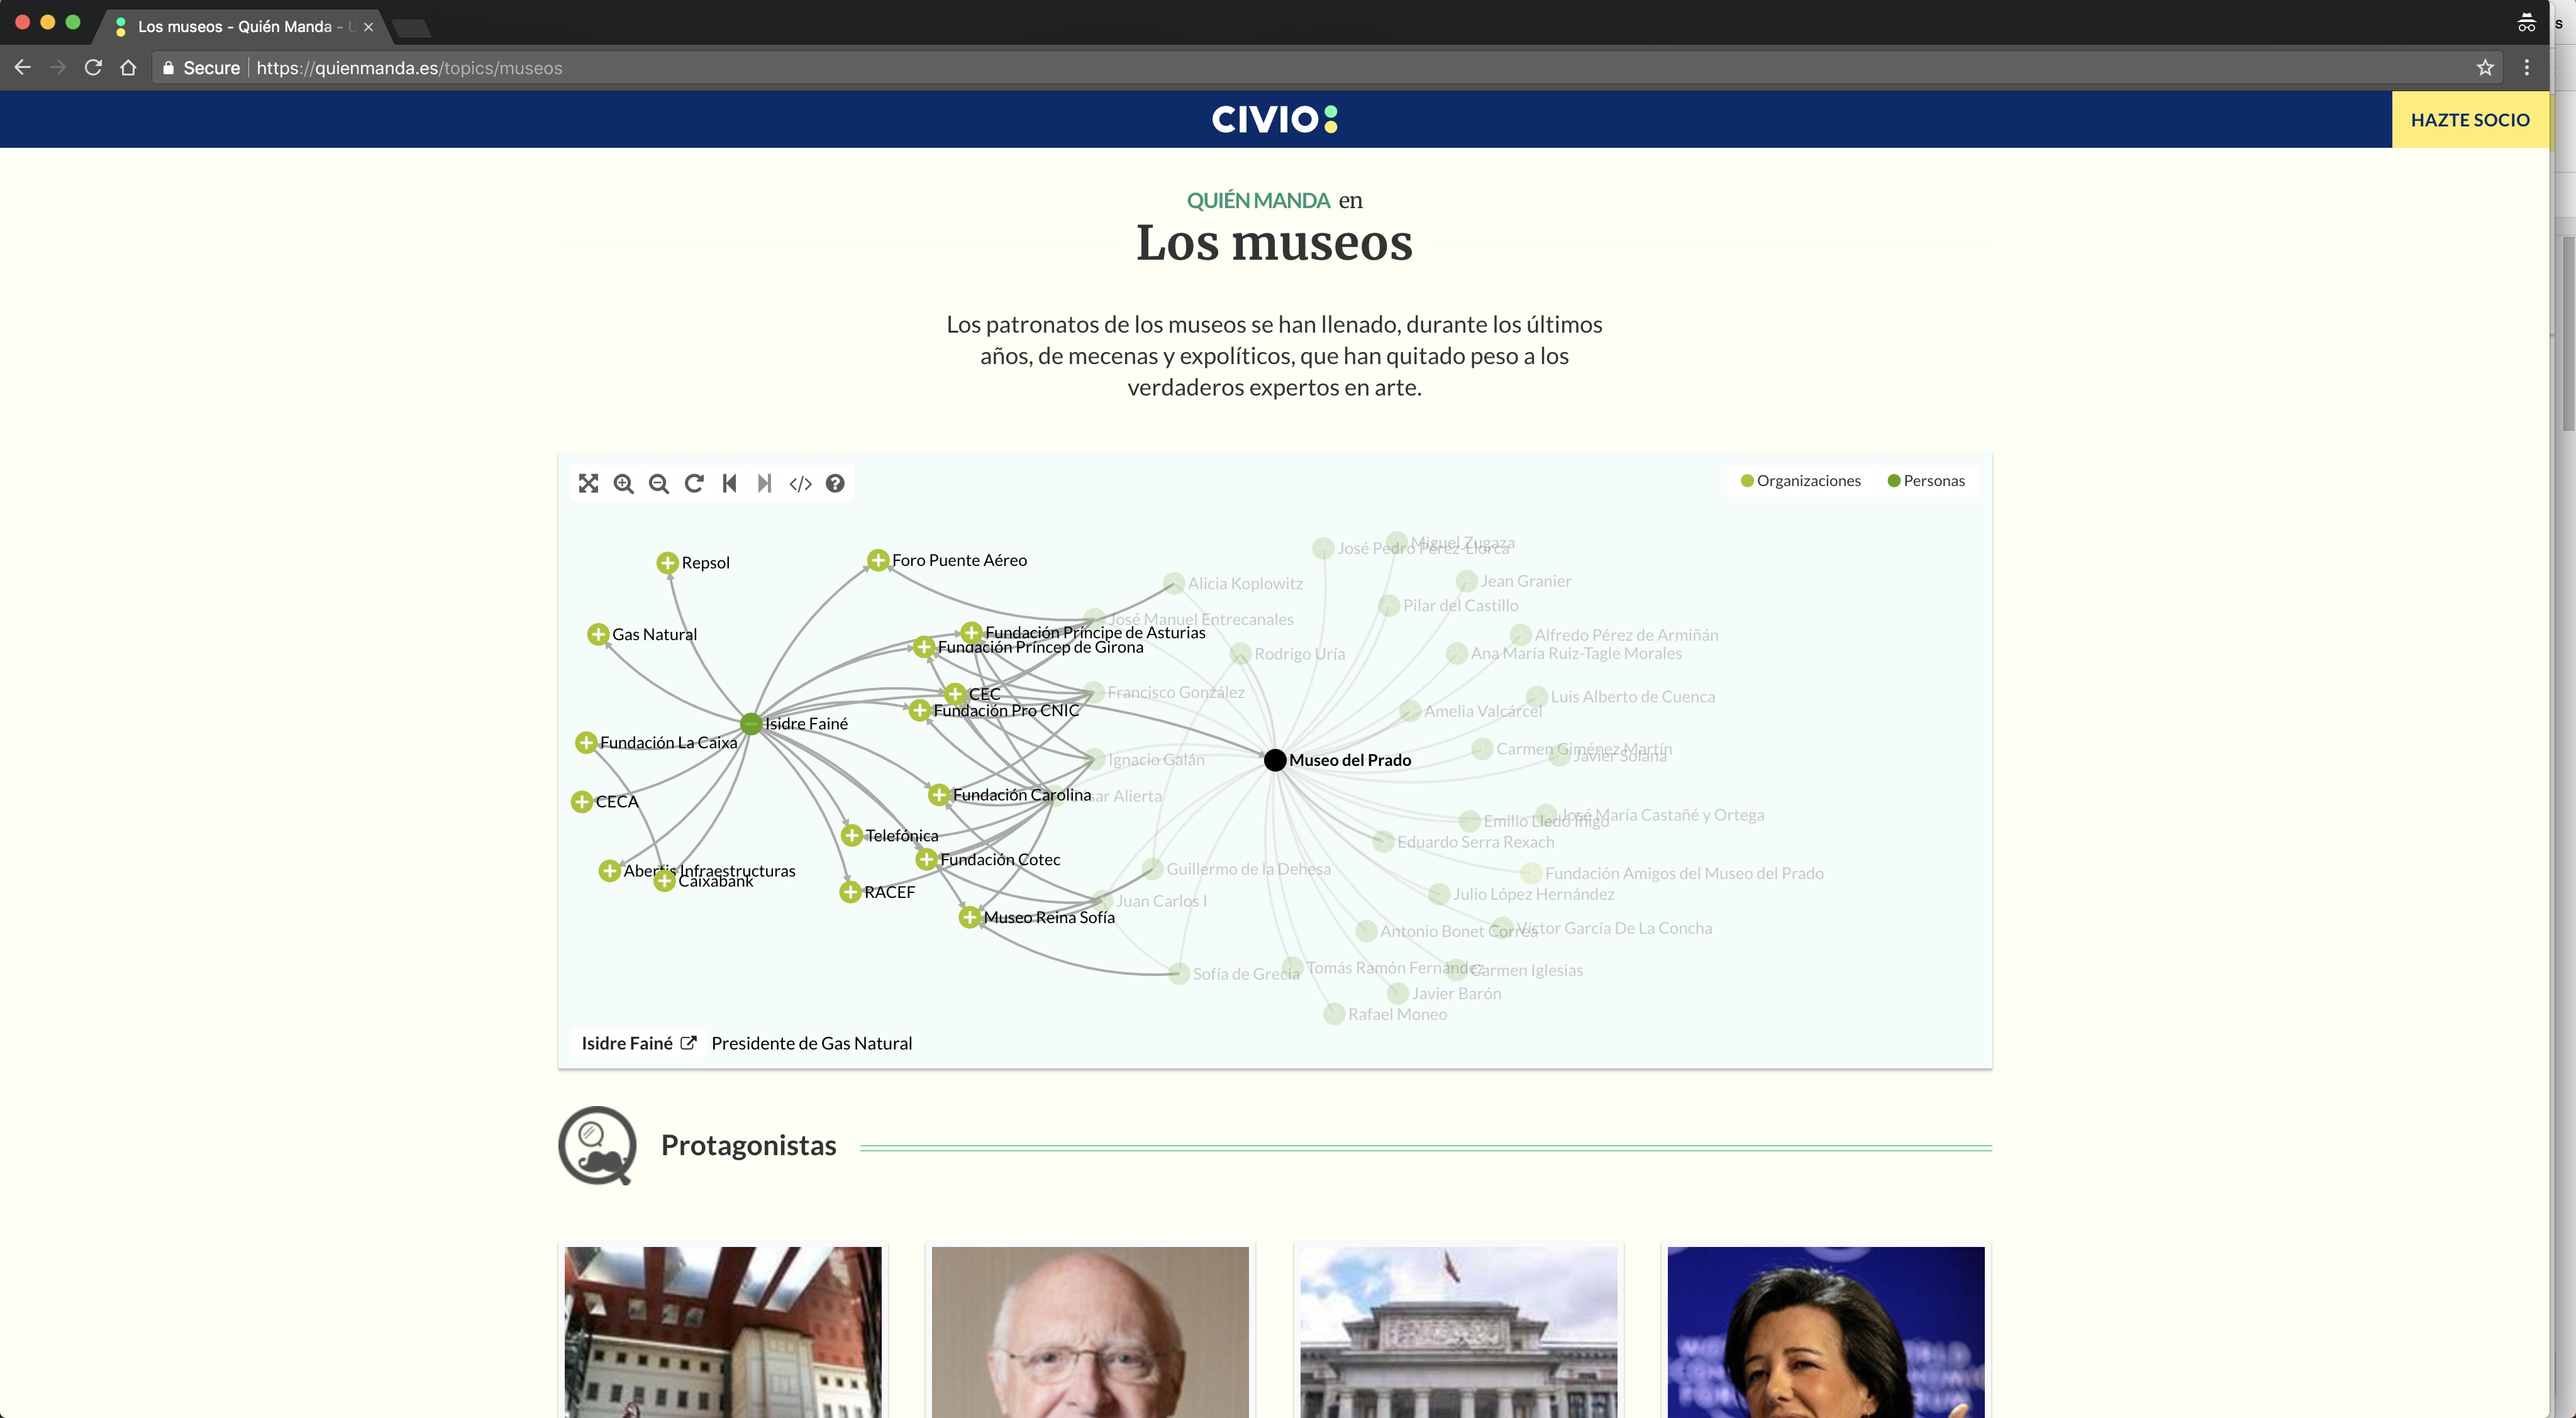 Los museos - Quién Manda - U
s
Secure
https://quienmanda.es/topics/museos
CIVIO
HAZTE SOCIO
QUIÉN MANDA en
Los museos
Los patronatos de los museos se han llenado, durante los últimos
años, de mecenas y expolíticos, que han quitado peso a los
verdaderos expertos en arte.
Organizaciones
Personas
Miguel Zugaza
José Pedro Pérez-Llorca
Foro Puente Aéreo
Repsol
Jean Granier
Alicia Koplowitz
Pilar del Castillo
José Manuel Entrecanales
Fundación Príncipe de Asturias
Gas Natural
Alfredo Pérez de Armiñán
Fundación Príncep de Girona
Rodrigo Uría
Ana María Ruiz-Tagle Morales
Francisco González
CEC
Luis Alberto de Cuenca
Fundación Pro CNIC
Amelia Valcárcel
Isidre Fainé
Fundación La Caixa
Carmen Giménez Martín
Javier Solana
Ignacio Galán
Museo del Prado
Fundación Carolina
sar Alierta
CECA
José María Castañé y Ortega
Emilio Lledó Íñigo
Telefónica
Eduardo Serra Rexach
Fundación Cotec
Guillermo de la Dehesa
Abertis Infraestructuras
Fundación Amigos del Museo del Prado
Caixabank
RACEF
Julio López Hernández
Juan Carlos I
Museo Reina Sofía
Víctor García De La Concha
Antonio Bonet Correa
Tomás Ramón Fernández
Carmen Iglesias
Sofía de Grecia
Javier Barón
Rafael Moneo
Isidre Fainé Presidente de Gas Natural
Protagonistas